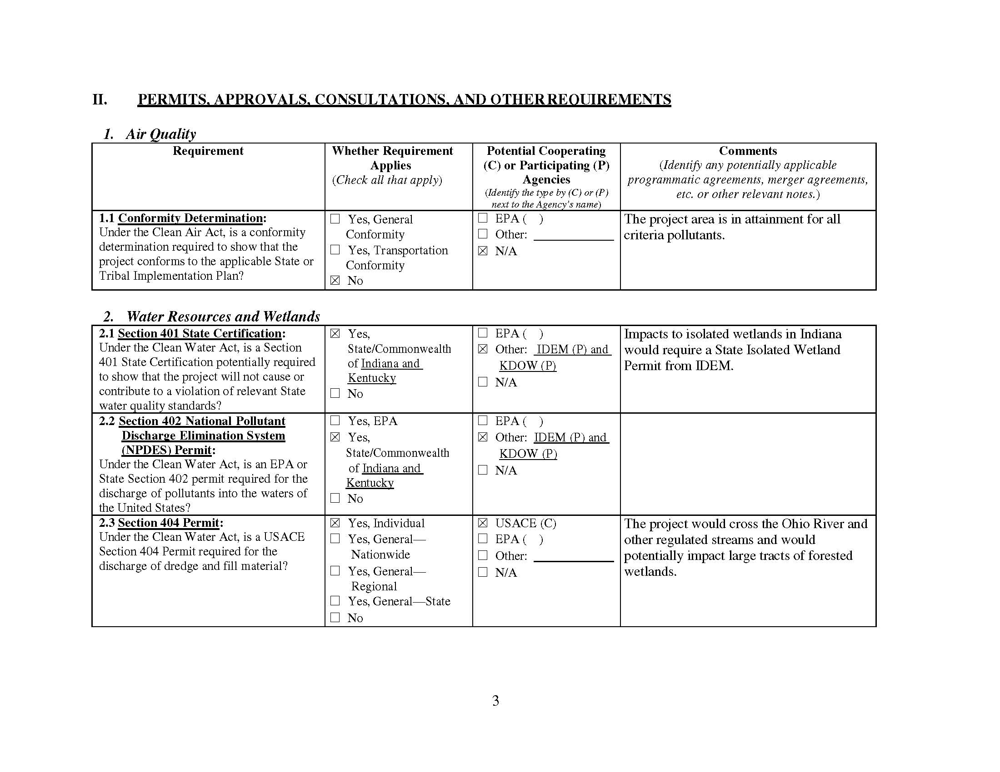 II. PERMITS, APPROVALS, CONSULTATIONS, AND OTHER REQUIREMENTS
1. Air Quality
Requirement
Whether Requirement
Applies
(Check all that apply)
Potential Cooperating
(C) or Participating (P)
Agencies
(Identify the type by (C) or (P)
next to the Agency's name)
Comments
(Identify any potentially applicable
programmatic agreements, merger agreements,
etc. or other relevant notes.)
1.1 Conformity Determination:
Under the Clean Air Act, is a conformity
determination required to show that the
project conforms to the applicable State or
Tribal Implementation Plan?
☐ Yes, General
Conformity
☐ Yes, Transportation
Conformity
☒ No
☐ EPA ( )
☐ Other: ____________
☒ N/A
The project area is in attainment for all
criteria pollutants.
2. Water Resources and Wetlands
2.1 Section 401 State Certification:
Under the Clean Water Act, is a Section
401 State Certification potentially required
to show that the project will not cause or
contribute to a violation of relevant State
water quality standards?
☒ Yes,
State/Commonwealth
of Indiana and
Kentucky
☐ No
☐ EPA ( )
☒ Other: IDEM (P) and
KDOW (P)
☐ N/A
Impacts to isolated wetlands in Indiana
would require a State Isolated Wetland
Permit from IDEM.
2.2 Section 402 National Pollutant
Discharge Elimination System
(NPDES) Permit:
Under the Clean Water Act, is an EPA or
State Section 402 permit required for the
discharge of pollutants into the waters of
the United States?
☐ Yes, EPA
☒ Yes,
State/Commonwealth
of Indiana and
Kentucky
☐ No
☐ EPA ( )
☒ Other: IDEM (P) and
KDOW (P)
☐ N/A
2.3 Section 404 Permit:
Under the Clean Water Act, is a USACE
Section 404 Permit required for the
discharge of dredge and fill material?
☒ Yes, Individual
☐ Yes, General—
Nationwide
☐ Yes, General—
Regional
☐ Yes, General—State
☐ No
☒ USACE (C)
☐ EPA ( )
☐ Other: ____________
☐ N/A
The project would cross the Ohio River and
other regulated streams and would
potentially impact large tracts of forested
wetlands.
3